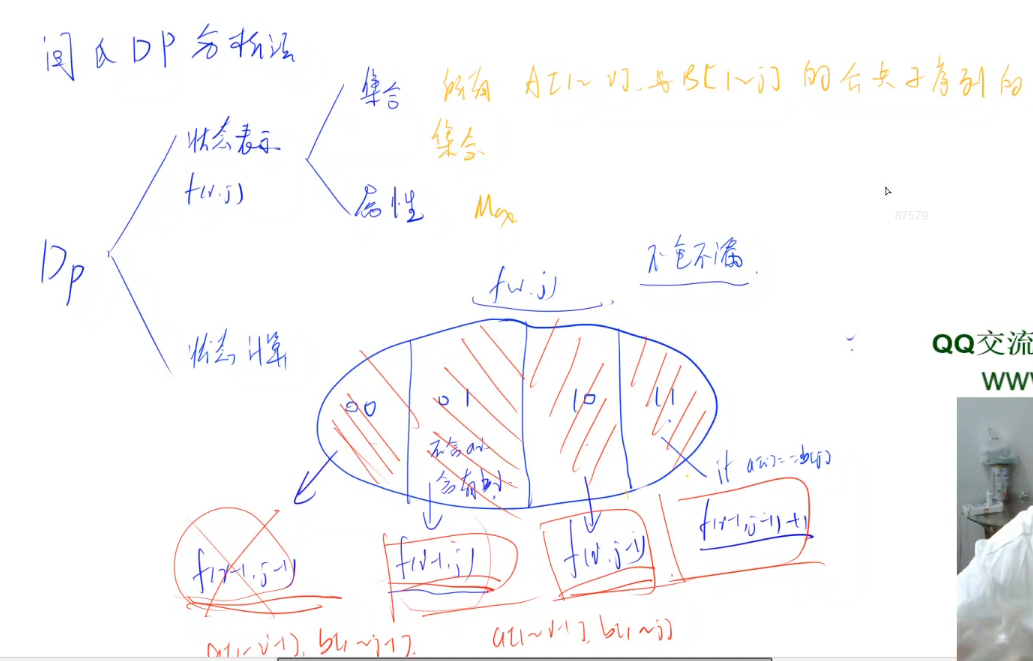 闫氏DP分析法
集合 所有 A[1~i] 与 B[1~j] 的公共子序列的
集合
状态表示
f(i,j)
属性 Max
87579
DP
不重不漏
f(i,j)
状态计算
QQ交流
WWW
00 01 10 11
不含a[i]
含有b[j]
if a[i]==b[j]
f(i-1,j-1)+1
f(i-1,j-1) f(i-1,j) f(i,j-1)
a[1~i-1], b[1~j-1]. a[1~i-1], b[1~j]